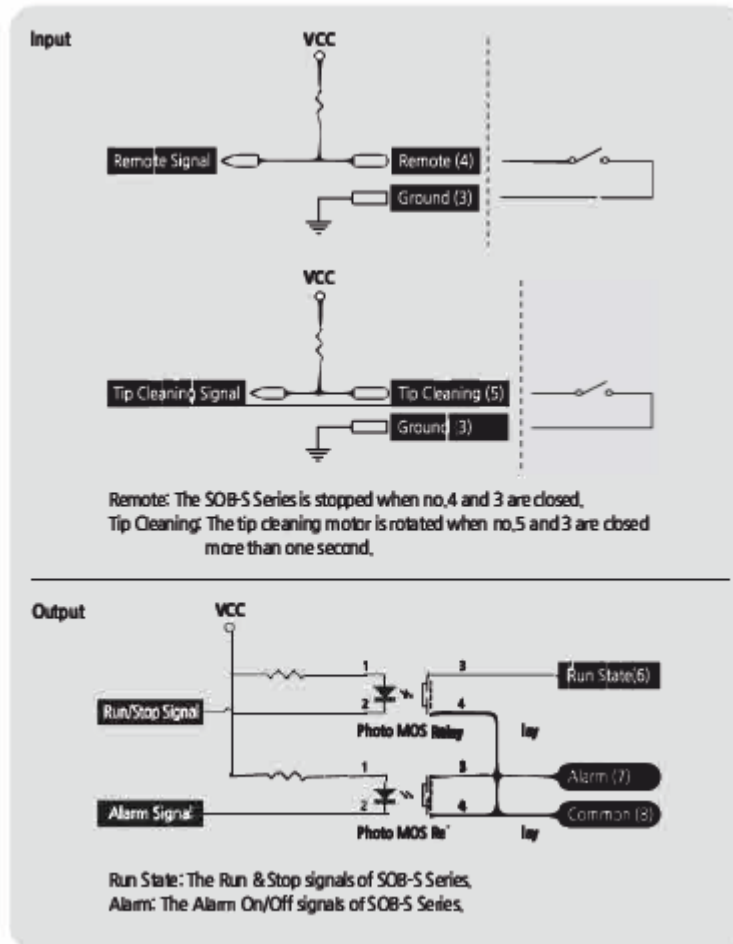 Input
VCC
Remote Signal
Remote (4)
Ground (3)
VCC
Tip Cleaning Signal
Tip Cleaning (5)
Ground (3)
Remote: The SOB-S Series is stopped when no.4 and 3 are closed.
Tip Cleaning: The tip cleaning motor is rotated when no.5 and 3 are closed
more than one second.
Output
VCC
1
3
Run State(6)
Run/Stop Signal
2
4
Photo MOS Relay
lay
1
3
Alarm (7)
Alarm Signal
2
4
Common (8)
Photo MOS Re
lay
Run State: The Run & Stop signals of SOB-S Series.
Alarm: The Alarm On/Off signals of SOB-S Series.